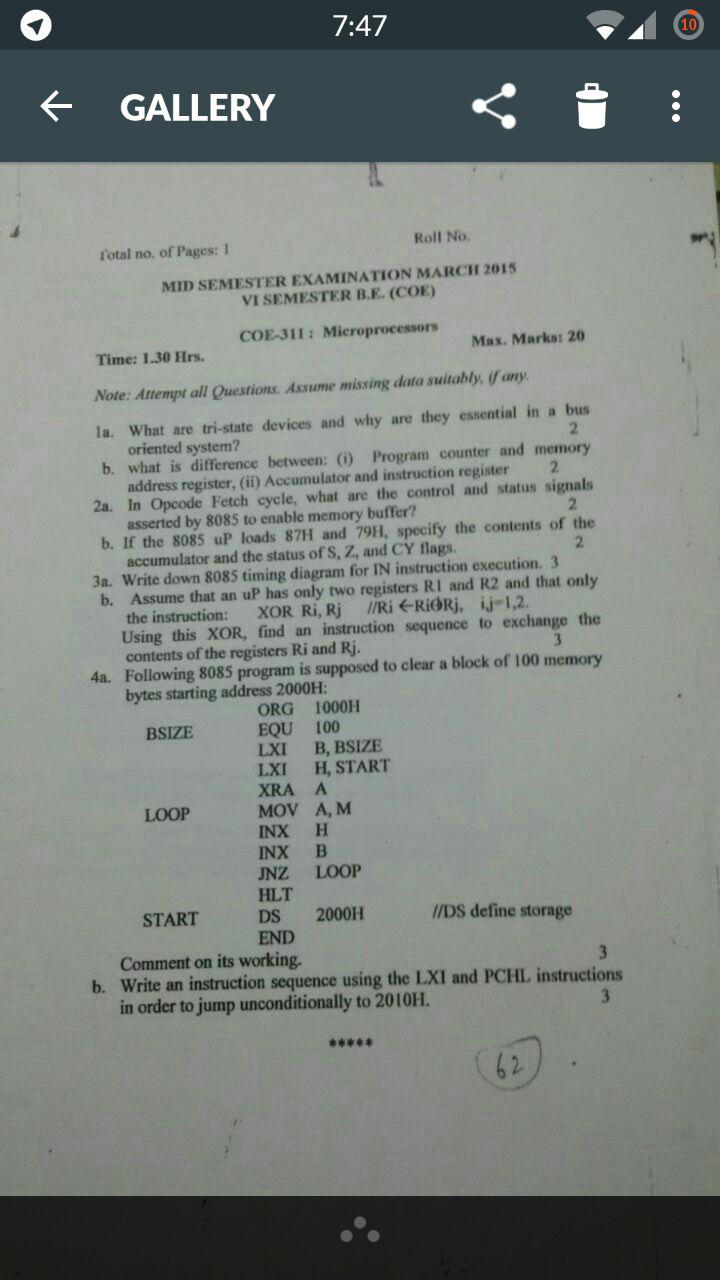 7:47
10
GALLERY
Total no. of Pages: 1
Roll No.
MID SEMESTER EXAMINATION MARCH 2015
VI SEMESTER B.E. (COE)
COE-311 : Microprocessors
Time: 1.30 Hrs.
Max. Marks: 20
Note: Attempt all Questions. Assume missing data suitably, if any.
1a. What are tri-state devices and why are they essential in a bus
oriented system? 2
b. what is difference between: (i) Program counter and memory
address register, (ii) Accumulator and instruction register 2
2a. In Opcode Fetch cycle, what are the control and status signals
asserted by 8085 to enable memory buffer? 2
b. If the 8085 uP loads 87H and 79H, specify the contents of the
accumulator and the status of S, Z, and CY flags. 2
3a. Write down 8085 timing diagram for IN instruction execution. 3
b. Assume that an uP has only two registers R1 and R2 and that only
the instruction: XOR Ri, Rj //Ri ←Ri⊕Rj, i,j=1,2.
Using this XOR, find an instruction sequence to exchange the
contents of the registers Ri and Rj. 3
4a. Following 8085 program is supposed to clear a block of 100 memory
bytes starting address 2000H:
ORG 1000H
BSIZE EQU 100
LXI B, BSIZE
LXI H, START
XRA A
LOOP MOV A, M
INX H
INX B
JNZ LOOP
HLT
START DS 2000H //DS define storage
END
Comment on its working. 3
b. Write an instruction sequence using the LXI and PCHL instructions
in order to jump unconditionally to 2010H. 3
*****
62